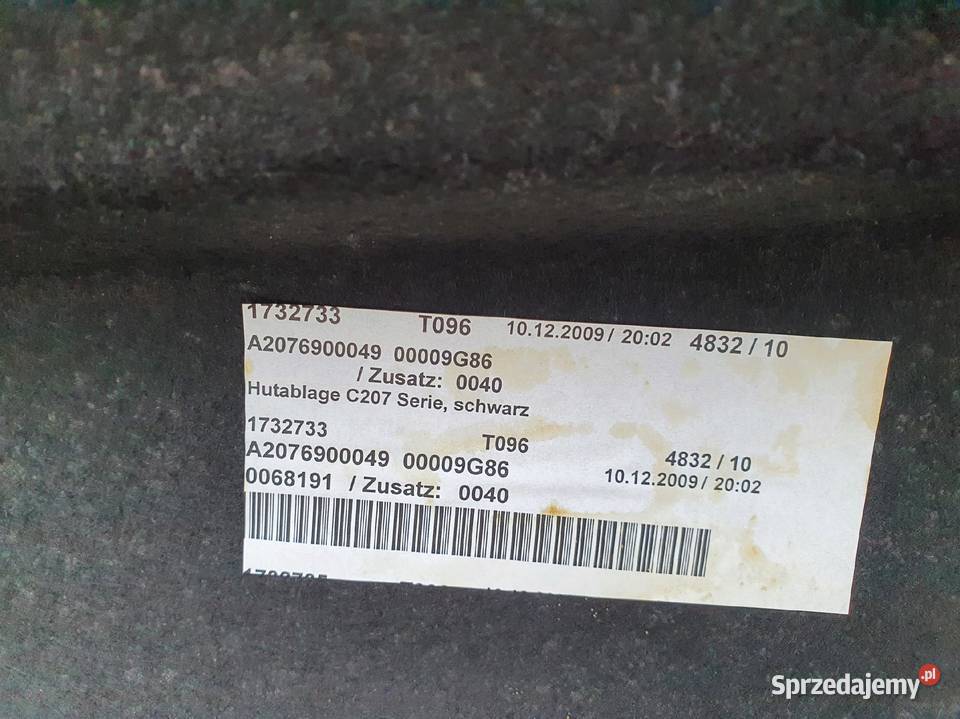 1732733 T096 10.12.2009 / 20:02 4832 / 10
A2076900049 00009G86
/ Zusatz: 0040
Hutablage C207 Serie, schwarz
1732733 T096 4832 / 10
A2076900049 00009G86 10.12.2009 / 20:02
0068191 / Zusatz: 0040
Sprzedajemy.pl